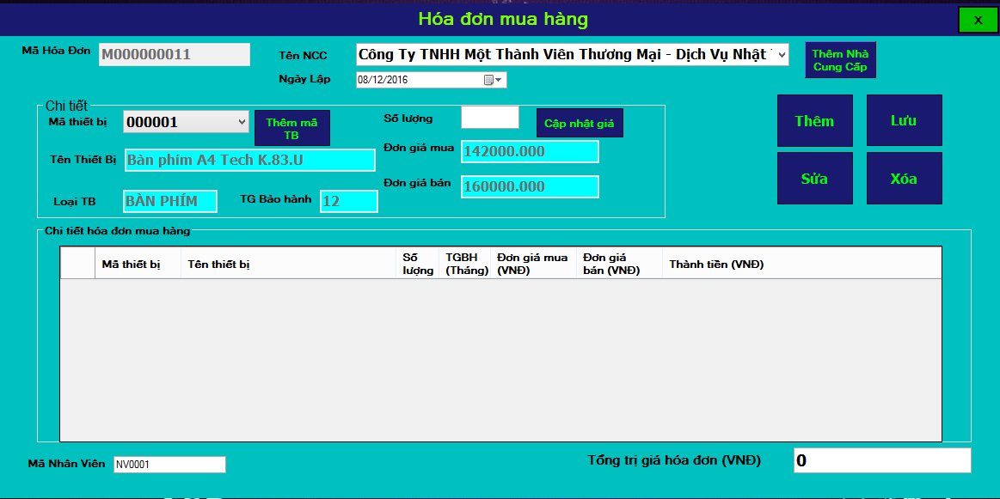 Hóa đơn mua hàng
X
Mã Hóa Đơn
M000000011
Tên NCC
Công Ty TNHH Một Thành Viên Thương Mại - Dịch Vụ Nhật
Thêm Nhà
Cung Cấp
Ngày Lập
08/12/2016
Chi tiết
Mã thiết bị
000001
Thêm mã
TB
Số lượng
Cập nhật giá
Thêm
Lưu
Tên Thiết Bị
Bàn phím A4 Tech K.83.U
Đơn giá mua
142000.000
Sửa
Xóa
Loại TB
BÀN PHÍM
TG Bảo hành
12
Đơn giá bán
160000.000
Chi tiết hóa đơn mua hàng
Mã thiết bị
Tên thiết bị
Số
lượng
TGBH
(Tháng)
Đơn giá mua
(VNĐ)
Đơn giá
bán (VNĐ)
Thành tiền (VNĐ)
Mã Nhân Viên
NV0001
Tổng trị giá hóa đơn (VNĐ)
0